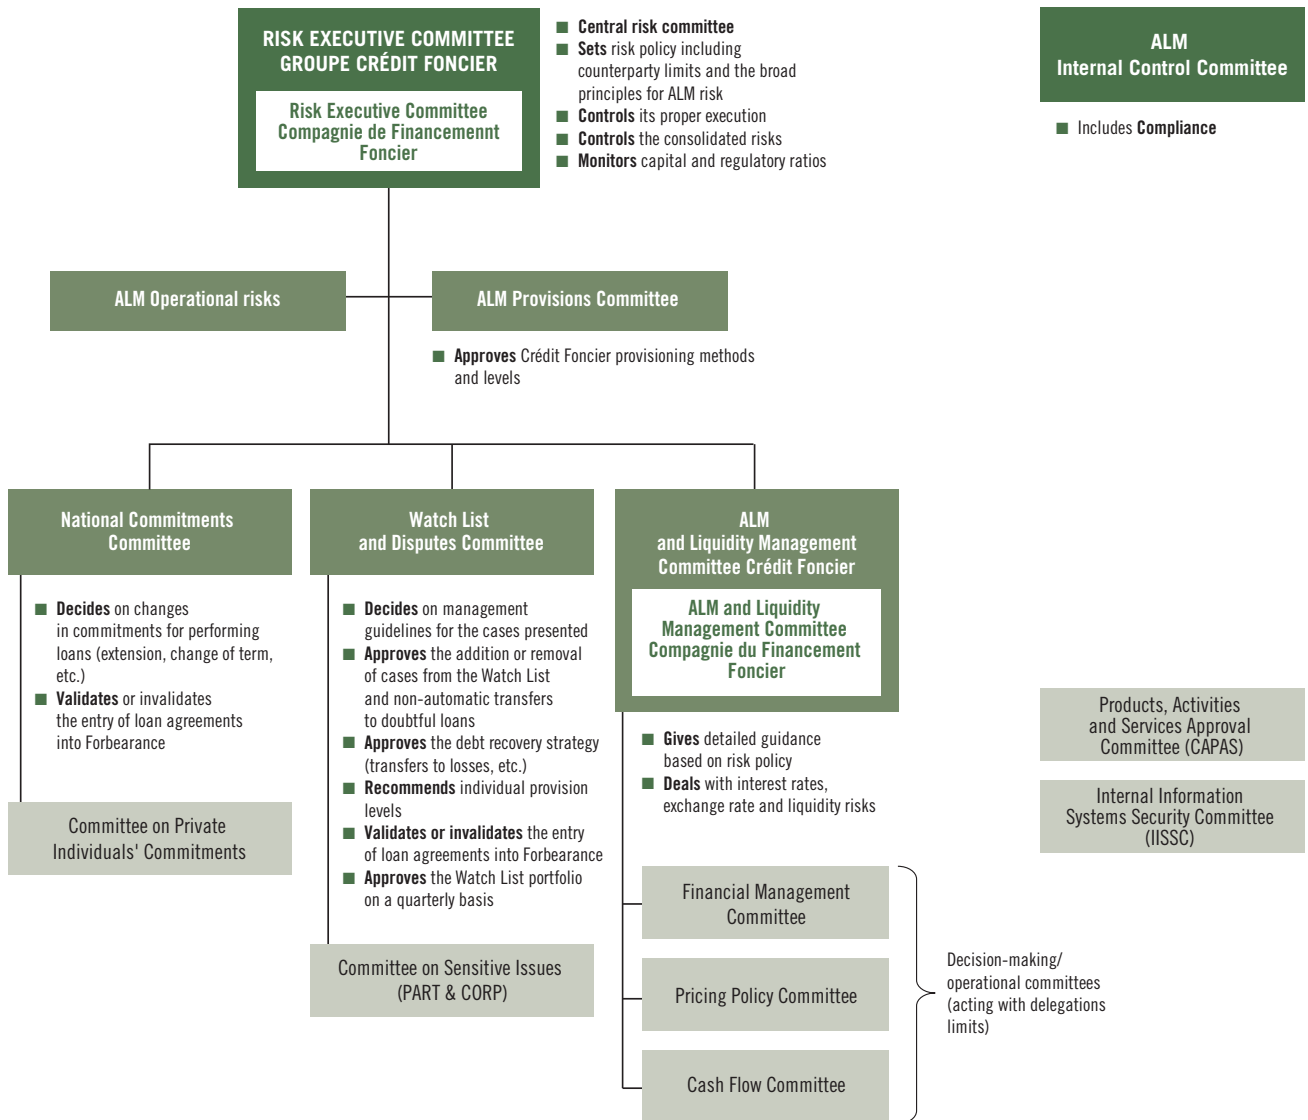 RISK EXECUTIVE COMMITTEE
GROUPE CRÉDIT FONCIER
Risk Executive Committee
Compagnie de Financemennt
Foncier
■ Central risk committee
■ Sets risk policy including
counterparty limits and the broad
principles for ALM risk
■ Controls its proper execution
■ Controls the consolidated risks
■ Monitors capital and regulatory ratios
ALM
Internal Control Committee
■ Includes Compliance
ALM Operational risks
ALM Provisions Committee
■ Approves Crédit Foncier provisioning methods
and levels
National Commitments
Committee
■ Decides on changes
in commitments for performing
loans (extension, change of term,
etc.)
■ Validates or invalidates
the entry of loan agreements
into Forbearance
Committee on Private
Individuals' Commitments
Watch List
and Disputes Committee
■ Decides on management
guidelines for the cases presented
■ Approves the addition or removal
of cases from the Watch List
and non-automatic transfers
to doubtful loans
■ Approves the debt recovery strategy
(transfers to losses, etc.)
■ Recommends individual provision
levels
■ Validates or invalidates the entry
of loan agreements into Forbearance
■ Approves the Watch List portfolio
on a quarterly basis
Committee on Sensitive Issues
(PART & CORP)
ALM
and Liquidity Management
Committee Crédit Foncier
ALM and Liquidity
Management Committee
Compagnie du Financement
Foncier
■ Gives detailed guidance
based on risk policy
■ Deals with interest rates,
exchange rate and liquidity risks
Financial Management
Committee
Pricing Policy Committee
Cash Flow Committee
Decision-making/
operational committees
(acting with delegations
limits)
Products, Activities
and Services Approval
Committee (CAPAS)
Internal Information
Systems Security Committee
(IISSC)